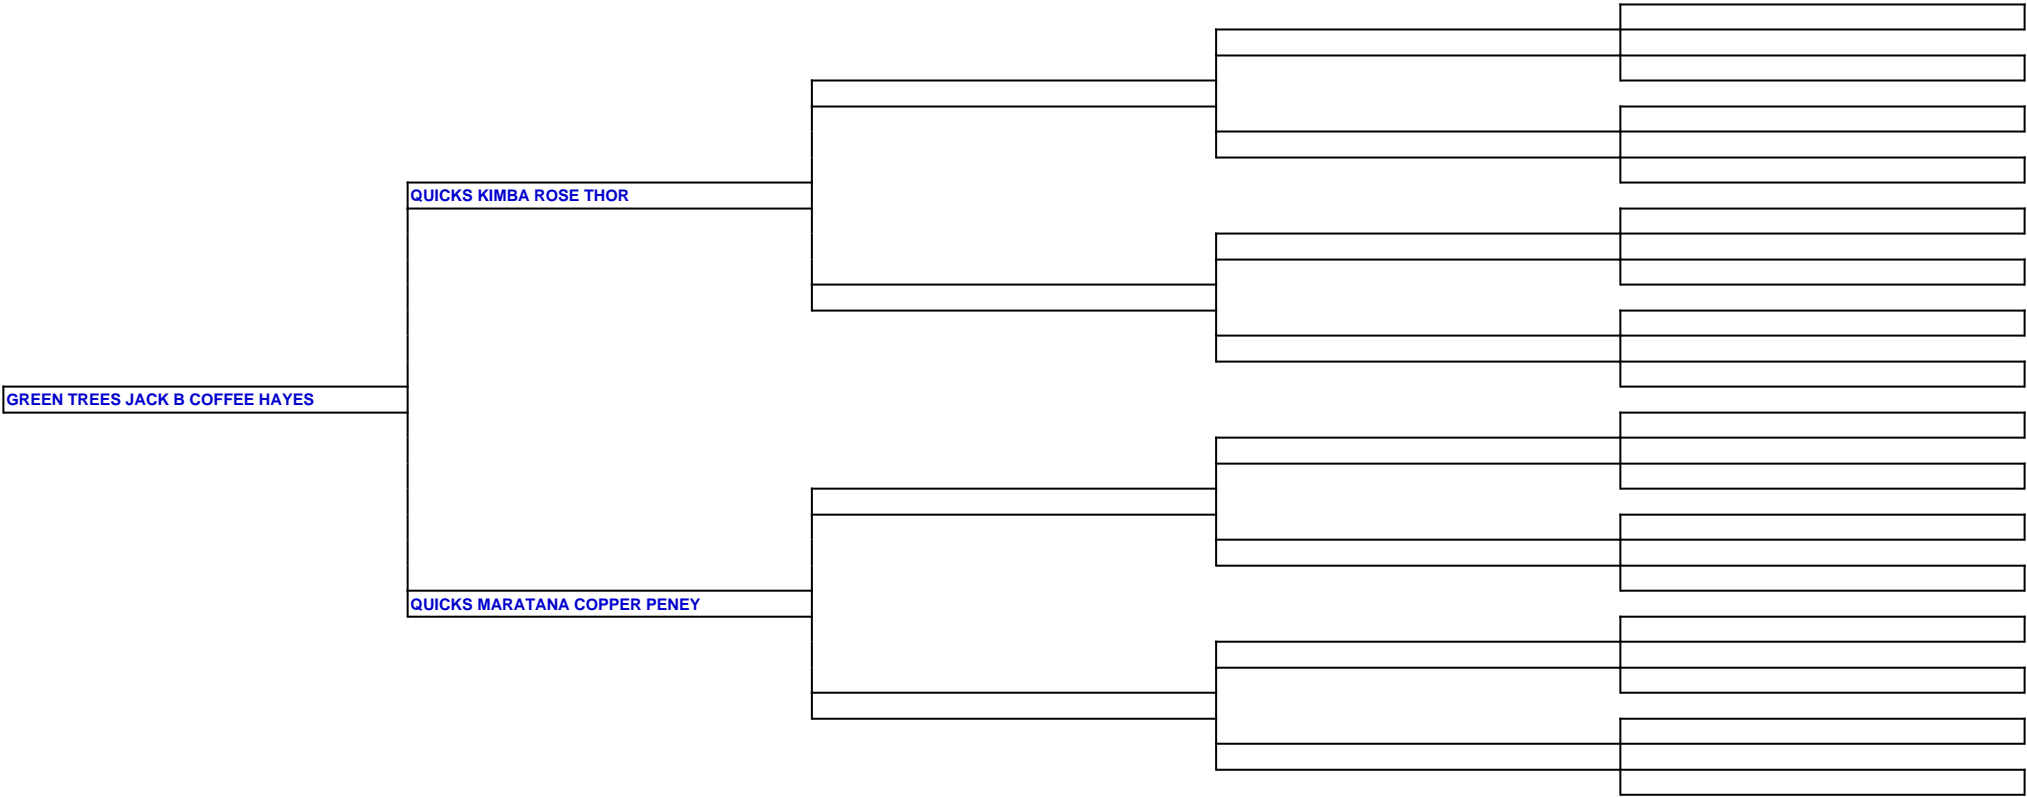 QUICKS KIMBA ROSE THOR
GREEN TREES JACK B COFFEE HAYES
QUICKS MARATANA COPPER PENEY